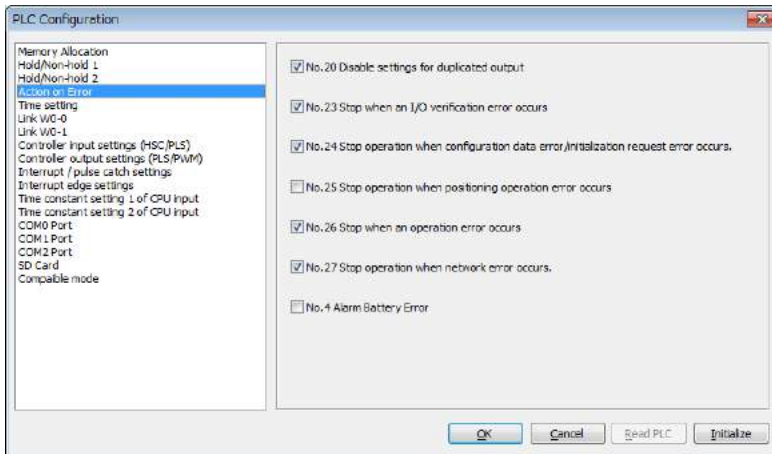 PLC Configuration
Memory Allocation
Hold/Non-hold 1
Hold/Non-hold 2
Action on Error
Time setting
Link W0-0
Link W0-1
Controller input settings (HSC/PLS)
Controller output settings (PLS/PWM)
Interrupt / pulse catch settings
Interrupt edge settings
Time constant setting 1 of CPU input
Time constant setting 2 of CPU input
COM0 Port
COM1 Port
COM2 Port
SD Card
Compaible mode
No.20 Disable settings for duplicated output
No.23 Stop when an I/O verification error occurs
No.24 Stop operation when configuration data error/initialization request error occurs.
No.25 Stop operation when positioning operation error occurs
No.26 Stop when an operation error occurs
No.27 Stop operation when network error occurs.
No.4 Alarm Battery Error
OK Cancel Read PLC Initialize